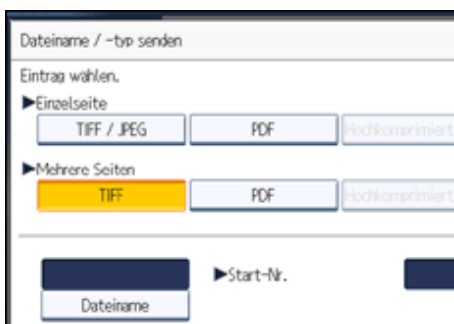 Dateiname / -typ senden
Eintrag wählen.
▶Einzelseite
TIFF / JPEG PDF Hochkomprimiert
▶Mehrere Seiten
TIFF PDF Hochkomprimiert
▶Start-Nr.
Dateiname